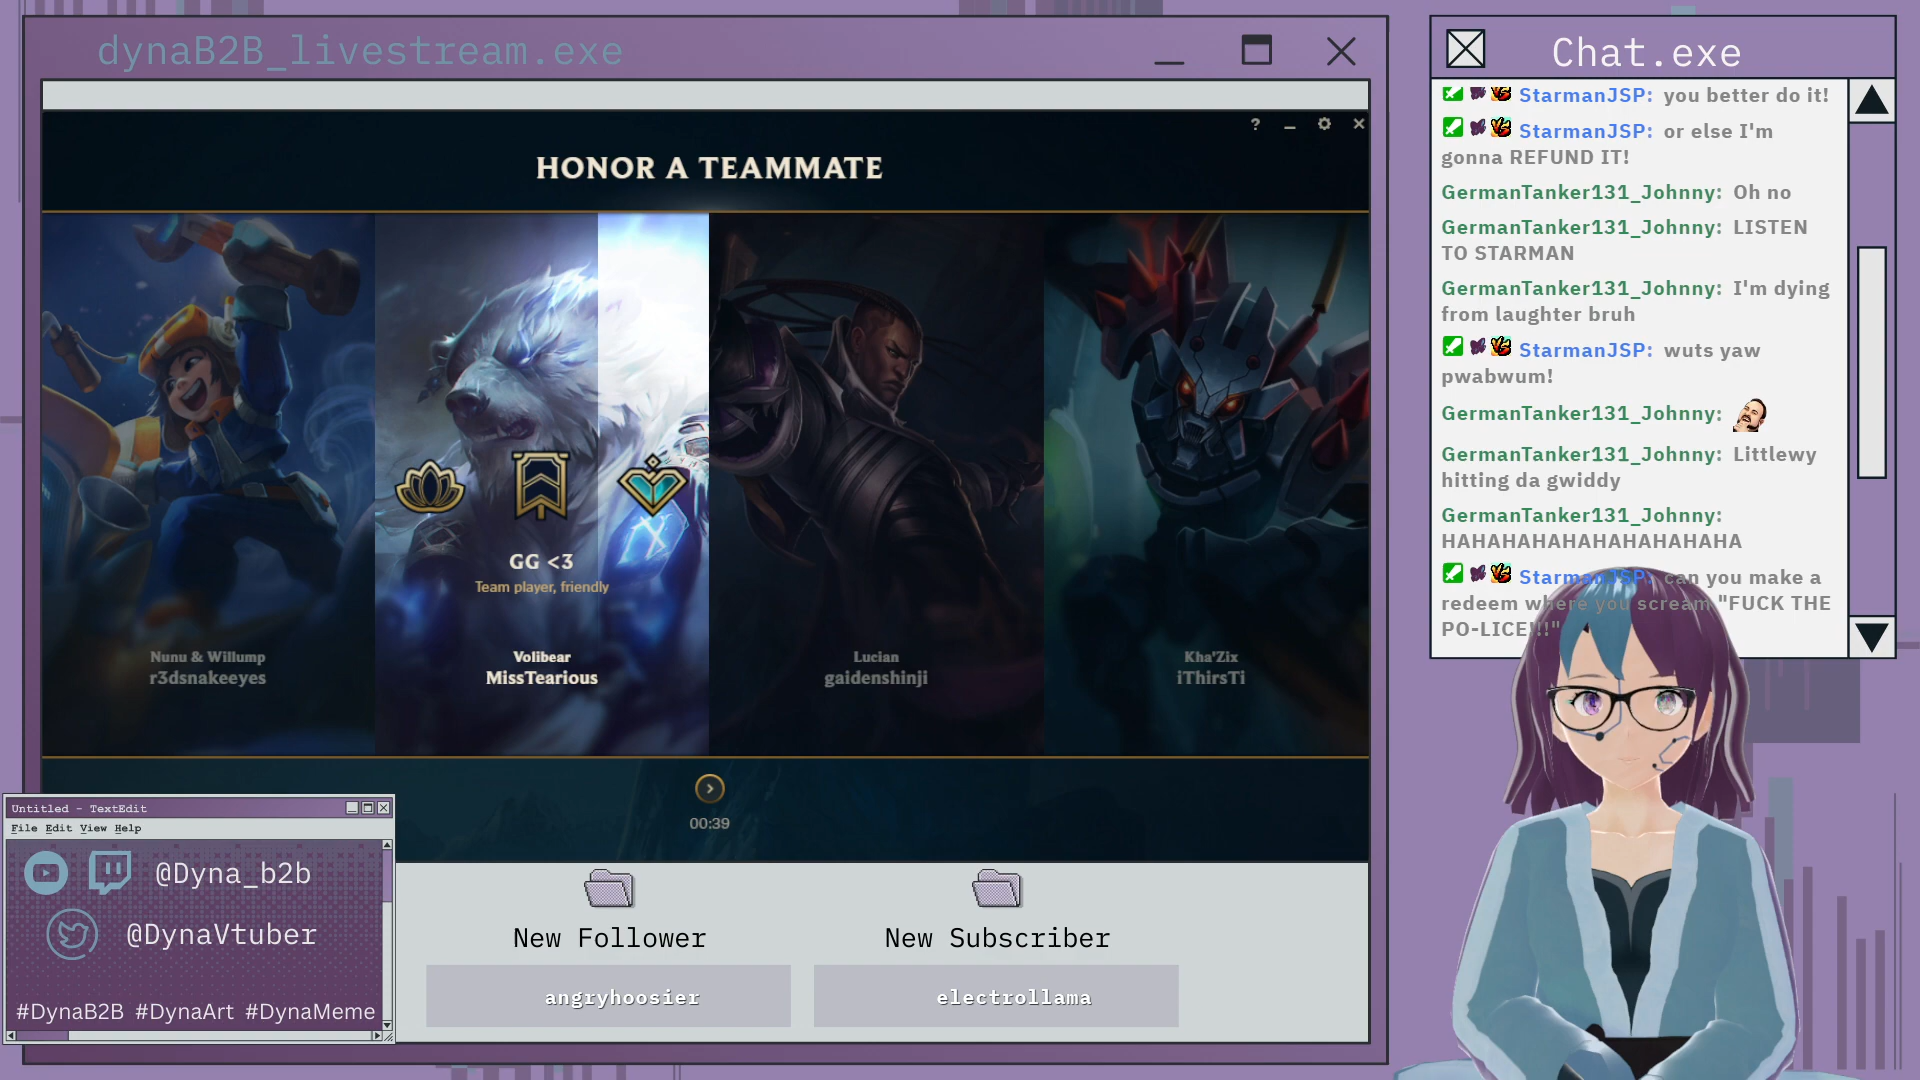 dynaB2B_livestream.exe
HONOR A TEAMMATE
GG <3
Team player, friendly
Nunu & Willump
r3dsnakeeyes
Volibear
MissTearious
Lucian
gaidenshinji
Kha'Zix
iThirsTi
00:39
Untitled - TextEdit
File Edit View Help
@Dyna_b2b
@DynaVtuber
#DynaB2B #DynaArt #DynaMeme
New Follower
angryhoosier
New Subscriber
electrollama
Chat.exe
StarmanJSP: you better do it!
StarmanJSP: or else I'm
gonna REFUND IT!
GermanTanker131_Johnny: Oh no
GermanTanker131_Johnny: LISTEN
TO STARMAN
GermanTanker131_Johnny: I'm dying
from laughter bruh
StarmanJSP: wuts yaw
pwabwum!
GermanTanker131_Johnny:
GermanTanker131_Johnny: Littlewy
hitting da gwiddy
GermanTanker131_Johnny:
HAHAHAHAHAHAHAHAHAHA
StarmanJSP: can you make a
redeem where you scream "FUCK THE
PO-LICE!!!"